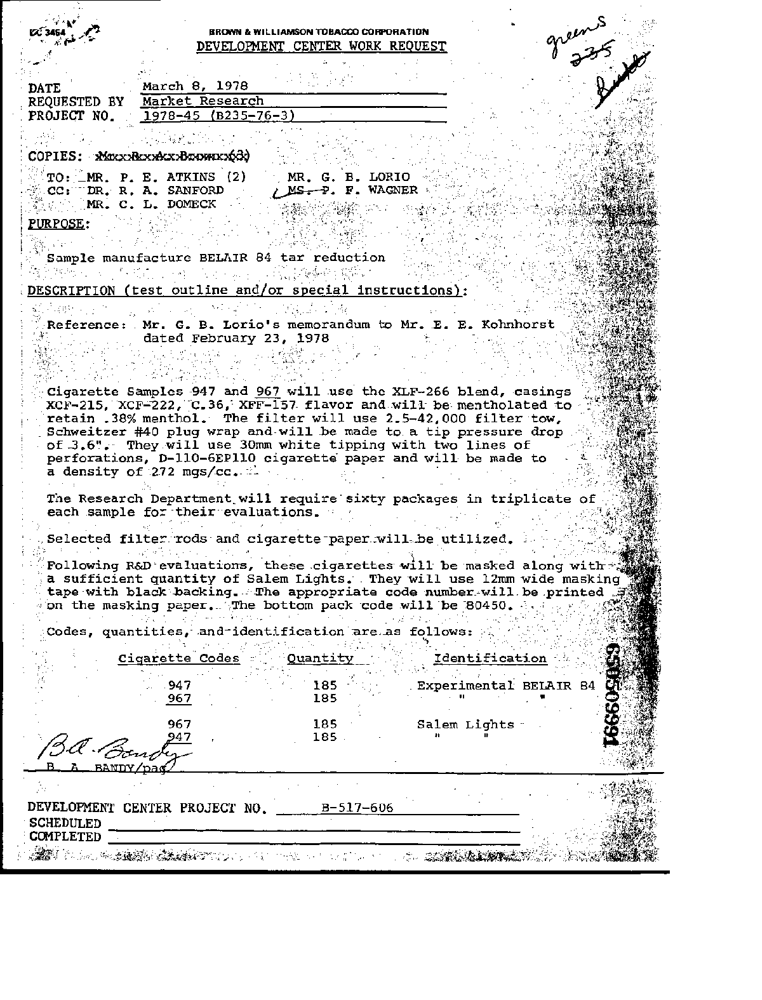 BROWN & WILLIAMSON TOBACCO CORPORATION
DEVELOPMENT CENTER WORK REQUEST
greens
235
DATE March 8, 1978
REQUESTED BY Market Research
PROJECT NO. 1978-45 (B235-76-3)
COPIES:
TO: MR. P. E. ATKINS (2) MR. G. B. LORIO
CC: DR. R. A. SANFORD MS. P. F. WAGNER
MR. C. L. DOMECK
PURPOSE:
Sample manufacture BELAIR 84 tar reduction
DESCRIPTION (test outline and/or special instructions):
Reference: Mr. G. B. Lorio's memorandum to Mr. E. E. Kohnhorst
dated February 23, 1978
Cigarette Samples 947 and 967 will use the XLF-266 blend, casings
XCF-215, XCF-222, C.36, XFF-157 flavor and will be mentholated to
retain .38% menthol. The filter will use 2.5-42,000 filter tow,
Schweitzer #40 plug wrap and will be made to a tip pressure drop
of 3.6". They will use 30mm white tipping with two lines of
perforations, D-110-6EP110 cigarette paper and will be made to
a density of 272 mgs/cc.
The Research Department will require sixty packages in triplicate of
each sample for their evaluations.
Selected filter rods and cigarette paper will be utilized.
Following R&D evaluations, these cigarettes will be masked along with
a sufficient quantity of Salem Lights. They will use 12mm wide masking
tape with black backing. The appropriate code number will be printed
on the masking paper. The bottom pack code will be 80450.
Codes, quantities, and identification are as follows:
Cigarette Codes Quantity Identification
947 185 Experimental BELAIR 84
967 185 " "
967 185 Salem Lights
947 185 " "
B.A. Bandy
B. A. BANDY/pag
650509991
DEVELOPMENT CENTER PROJECT NO. B-517-606
SCHEDULED
COMPLETED